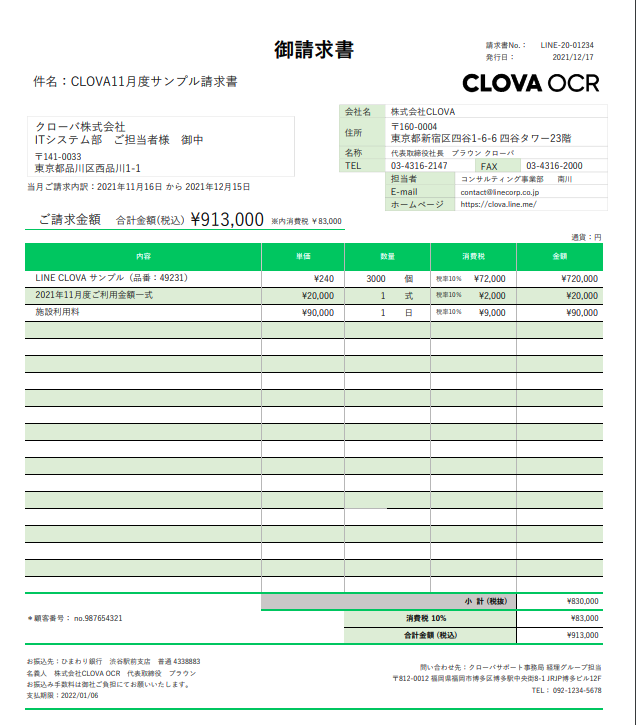 御請求書
請求書No.： LINE-20-01234
発行日： 2021/12/17
件名：CLOVA11月度サンプル請求書
CLOVA OCR
クローバ株式会社
ITシステム部　ご担当者様　御中
〒141-0033
東京都品川区西品川1-1
会社名 株式会社CLOVA
住所 〒160-0004
東京都新宿区四谷1-6-6 四谷タワー23階
名称 代表取締役社長　ブラウン クローバ
TEL 03-4316-2147 FAX 03-4316-2000
担当者 コンサルティング事業部　南川
E-mail contact@linecorp.co.jp
ホームページ https://clova.line.me/
当月ご請求内訳：2021年11月16日 から 2021年12月15日
ご請求金額 合計金額(税込) ¥913,000 ※内消費税 ¥83,000
通貨：円
内容 単価 数量 消費税 金額
LINE CLOVA サンプル（品番：49231） ¥240 3000 個 税率10% ¥72,000 ¥720,000
2021年11月度ご利用金額一式 ¥20,000 1 式 税率10% ¥2,000 ¥20,000
施設利用料 ¥90,000 1 日 税率10% ¥9,000 ¥90,000
小 計 (税抜) ¥830,000
＊顧客番号： no.987654321 消費税 10% ¥83,000
合計金額 (税込) ¥913,000
お振込先：ひまわり銀行　渋谷駅前支店　普通 4338883
名義人　株式会社CLOVA OCR　代表取締役　ブラウン
お振込み手数料は御社ご負担にてお願いいたします。
支払期限：2022/01/06
問い合わせ先：クローバサポート事務局 経理グループ担当
〒812-0012 福岡県福岡市博多区博多駅中央街8-1 JRJP博多ビル12F
TEL： 092-1234-5678